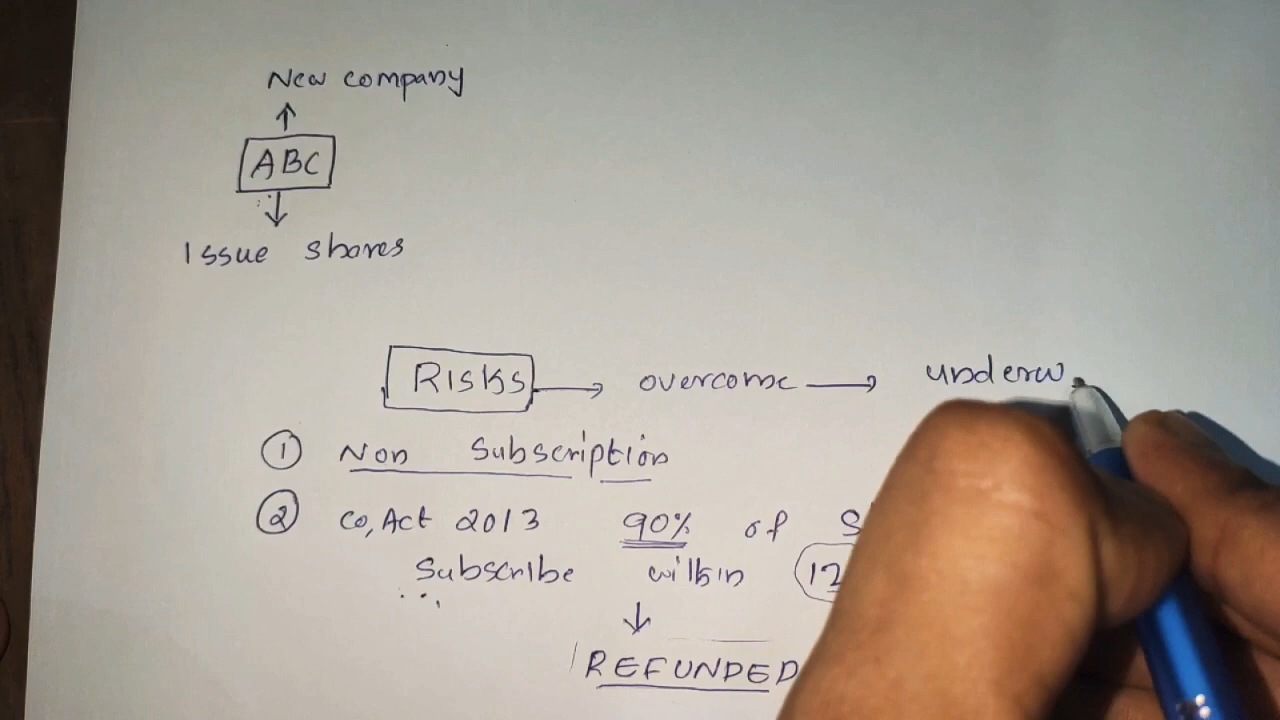 New company
↑
ABC
↓
Issue shares
Risks → overcome → underw
① Non Subscription
② Co, Act 2013 90% of S
Subscribe within 12
↓
REFUNDED